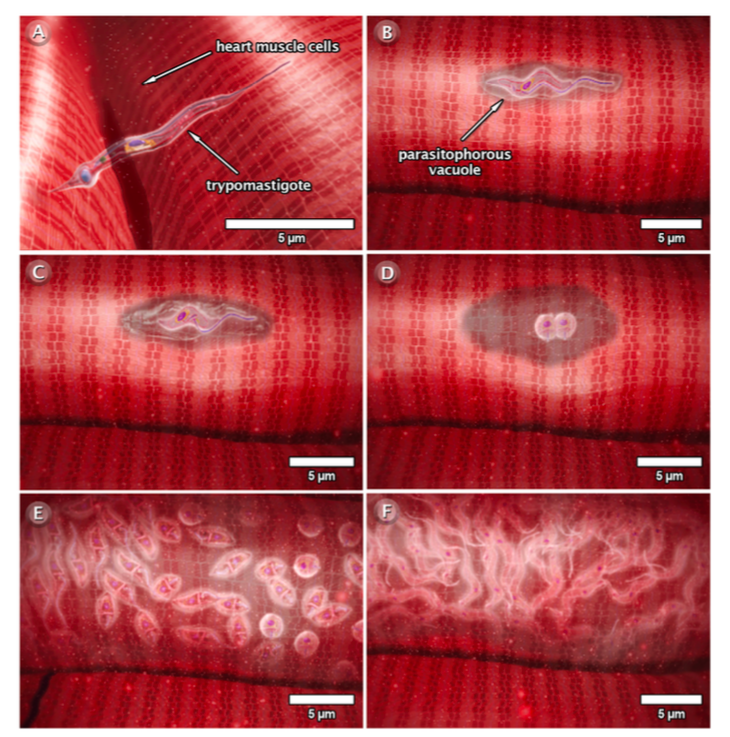 A
heart muscle cells
trypomastigote
5 µm
B
parasitophorous
vacuole
5 µm
C
5 µm
D
5 µm
E
5 µm
F
5 µm